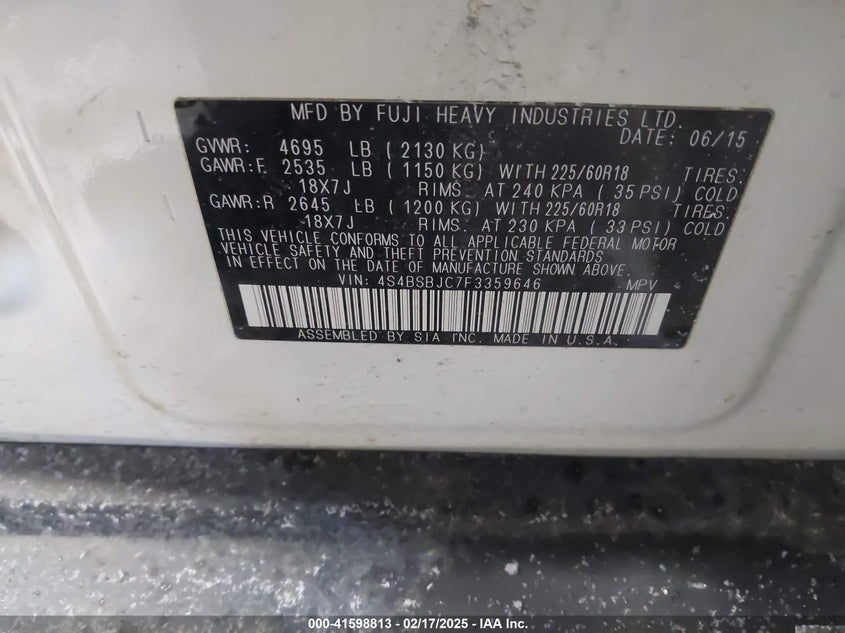 MFD BY FUJI HEAVY INDUSTRIES LTD.
DATE: 06/15
GVWR: 4695 LB ( 2130 KG)
GAWR:F 2535 LB ( 1150 KG) WITH 225/60R18 TIRES:
18X7J RIMS. AT 240 KPA ( 35 PSI) COLD
GAWR:R 2645 LB ( 1200 KG) WITH 225/60R18 TIRES:
18X7J RIMS. AT 230 KPA ( 33 PSI) COLD
THIS VEHICLE CONFORMS TO ALL APPLICABLE FEDERAL MOTOR
VEHICLE SAFETY AND THEFT PREVENTION STANDARDS
IN EFFECT ON THE DATE OF MANUFACTURE SHOWN ABOVE.
VIN: 4S4BSBJC7F3359646 MPV
ASSEMBLED BY SIA INC. MADE IN U.S.A.
000-41598813 - 02/17/2025 - IAA Inc.